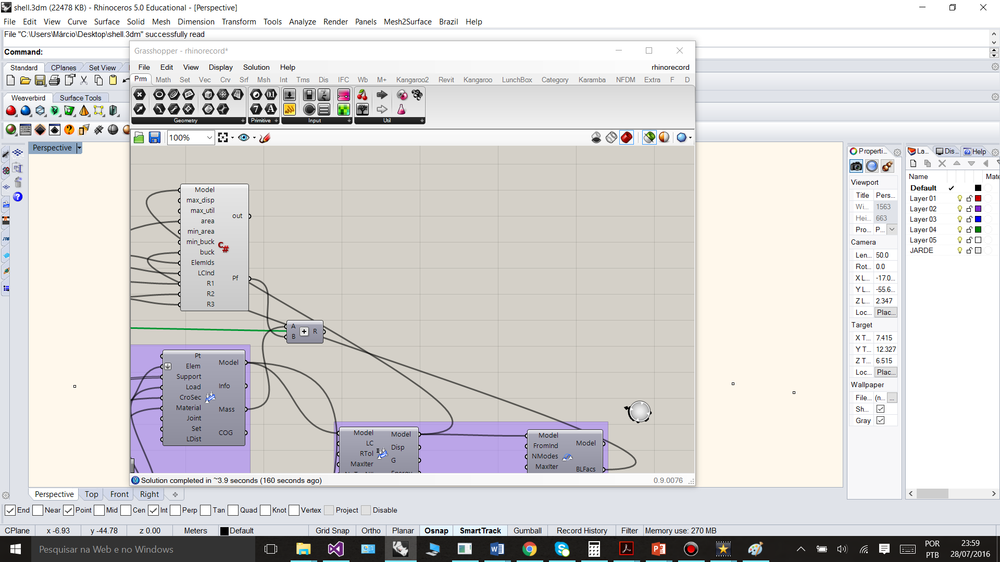 shell.3dm (22478 KB) - Rhinoceros 5.0 Educational - [Perspective]
File Edit View Curve Surface Solid Mesh Dimension Transform Tools Analyze Render Panels Mesh2Surface Brazil Help
File "C:\Users\Márcio\Desktop\shell.3dm" successfully read
Command:
Standard CPlanes Set View
Weaverbird Surface Tools
Perspective
Grasshopper - rhinorecord*
File Edit View Display Solution Help rhinorecord
Prm Math Set Vec Crv Srf Msh Int Trns Dis IFC Wb M+ Kangaroo2 Revit Kangaroo LunchBox Category Karamba NFDM Extra F D
Geometry Primitive Input Util
100%
Model
max_disp
max_util
area
min_area
min_buck
buck
ElemIds
LCInd
R1
R2
R3
C#
out
Pf
A
B
R
Pt
Elem
Support
Load
CroSec
Material
Joint
Set
LDist
Model
Info
Mass
COG
Model
LC
RTol
MaxIter
Model
Disp
G
Model
FromInd
NModes
MaxIter
Model
BLFacs
Solution completed in ~3.9 seconds (160 seconds ago) 0.9.0076
Properti...
Viewport
Title Pers...
Wi... 1563
Hei... 663
Pro... P...
Camera
Len... 50.0
Rot... 0.0
X L... -17.0...
Y L... -55.6...
Z L... 2.347
Loc... Plac...
Target
X T... 7.415
Y T... 12.327
Z T... 6.515
Loc... Plac...
Wallpaper
File... (n... ...
Sh...
Gray
La... Dis... Help
Name Mate
Default
Layer 01
Layer 02
Layer 03
Layer 04
Layer 05
JARDE
Perspective Top Front Right
End Near Point Mid Cen Int Perp Tan Quad Knot Vertex Project Disable
CPlane x -6.93 y -44.78 z 0.00 Meters Default Grid Snap Ortho Planar Osnap SmartTrack Gumball Record History Filter Memory use: 270 MB
Pesquisar na Web e no Windows
POR
PTB
23:59
28/07/2016